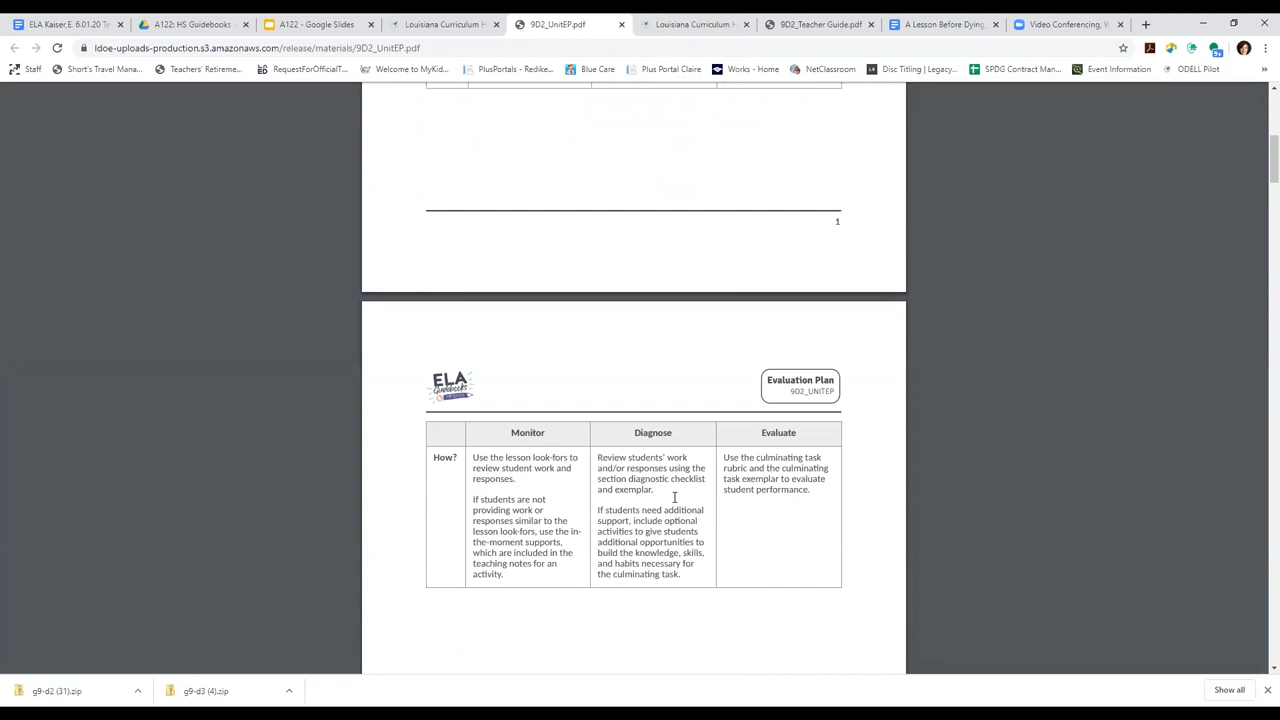 ELA Kaiser,E. 6.01.20 Te
A122: HS Guidebooks
A122 - Google Slides
Louisiana Curriculum H
9D2_UnitEP.pdf
Louisiana Curriculum H
9D2_Teacher Guide.pdf
A Lesson Before Dying,
Video Conferencing, W
ldoe-uploads-production.s3.amazonaws.com/release/materials/9D2_UnitEP.pdf
Staff
Short's Travel Mana...
Teachers' Retireme...
RequestForOfficialT...
Welcome to MyKid...
PlusPortals - Redike...
Blue Care
Plus Portal Claire
Works - Home
NetClassroom
Disc Titling | Legacy...
SPDG Contract Man...
Event Information
ODELL Pilot
1
ELA
Guidebooks
Evaluation Plan
9D2_UNITEP
Monitor
Diagnose
Evaluate
How?
Use the lesson look-fors to
review student work and
responses.
If students are not
providing work or
responses similar to the
lesson look-fors, use the in-
the-moment supports,
which are included in the
teaching notes for an
activity.
Review students' work
and/or responses using the
section diagnostic checklist
and exemplar.
If students need additional
support, include optional
activities to give students
additional opportunities to
build the knowledge, skills,
and habits necessary for
the culminating task.
Use the culminating task
rubric and the culminating
task exemplar to evaluate
student performance.
g9-d2 (31).zip
g9-d3 (4).zip
Show all